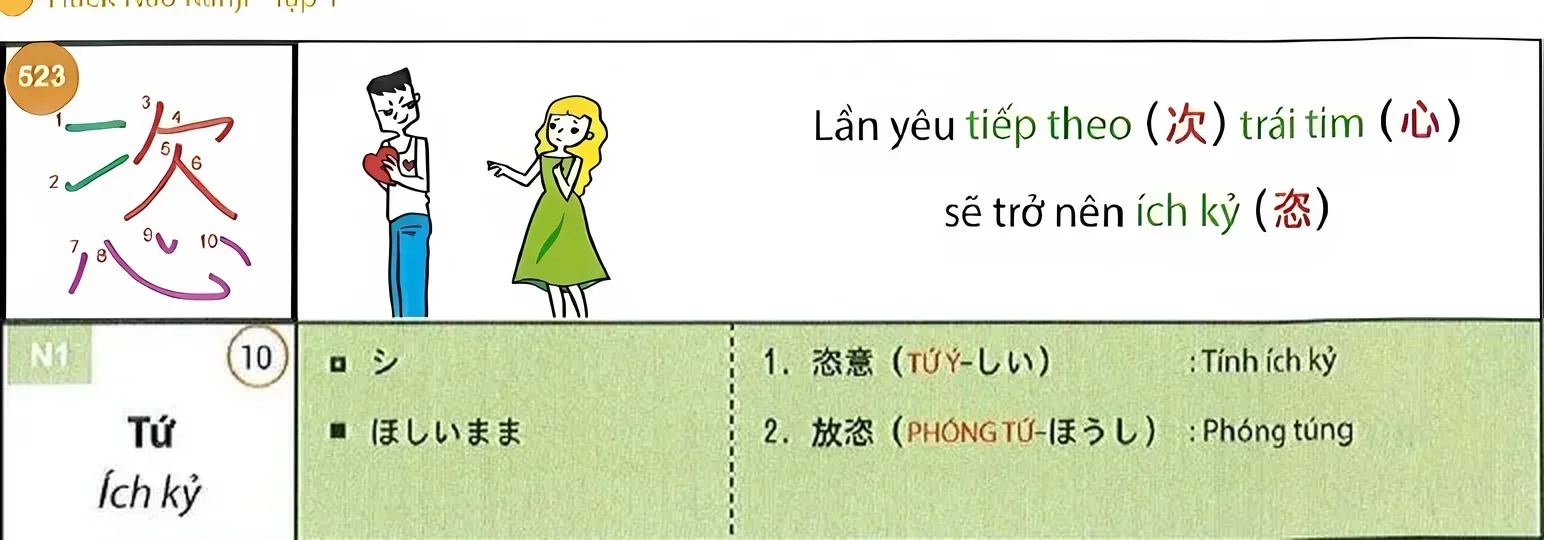 523
1
2
3
4
5
6
7
8
9
10
Lần yêu tiếp theo (次) trái tim (心)
sẽ trở nên ích kỷ (恣)
N1
10
Tứ
Ích kỷ
シ
ほしいまま
1. 恣意 (TỨ Ý-しい) : Tính ích kỷ
2. 放恣 (PHÓNG TỨ-ほうし) : Phóng túng